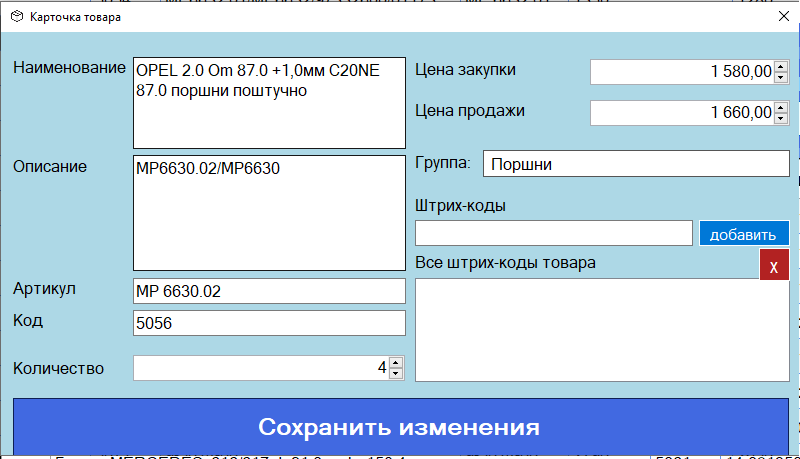 Карточка товара
Наименование
OPEL 2.0 Om 87.0 +1,0мм C20NE
87.0 поршни поштучно
Цена закупки
1 580,00
Цена продажи
1 660,00
Описание
MP6630.02/MP6630
Группа:
Поршни
Штрих-коды
добавить
Все штрих-коды товара
x
Артикул
MP 6630.02
Код
5056
Количество
4
Сохранить изменения